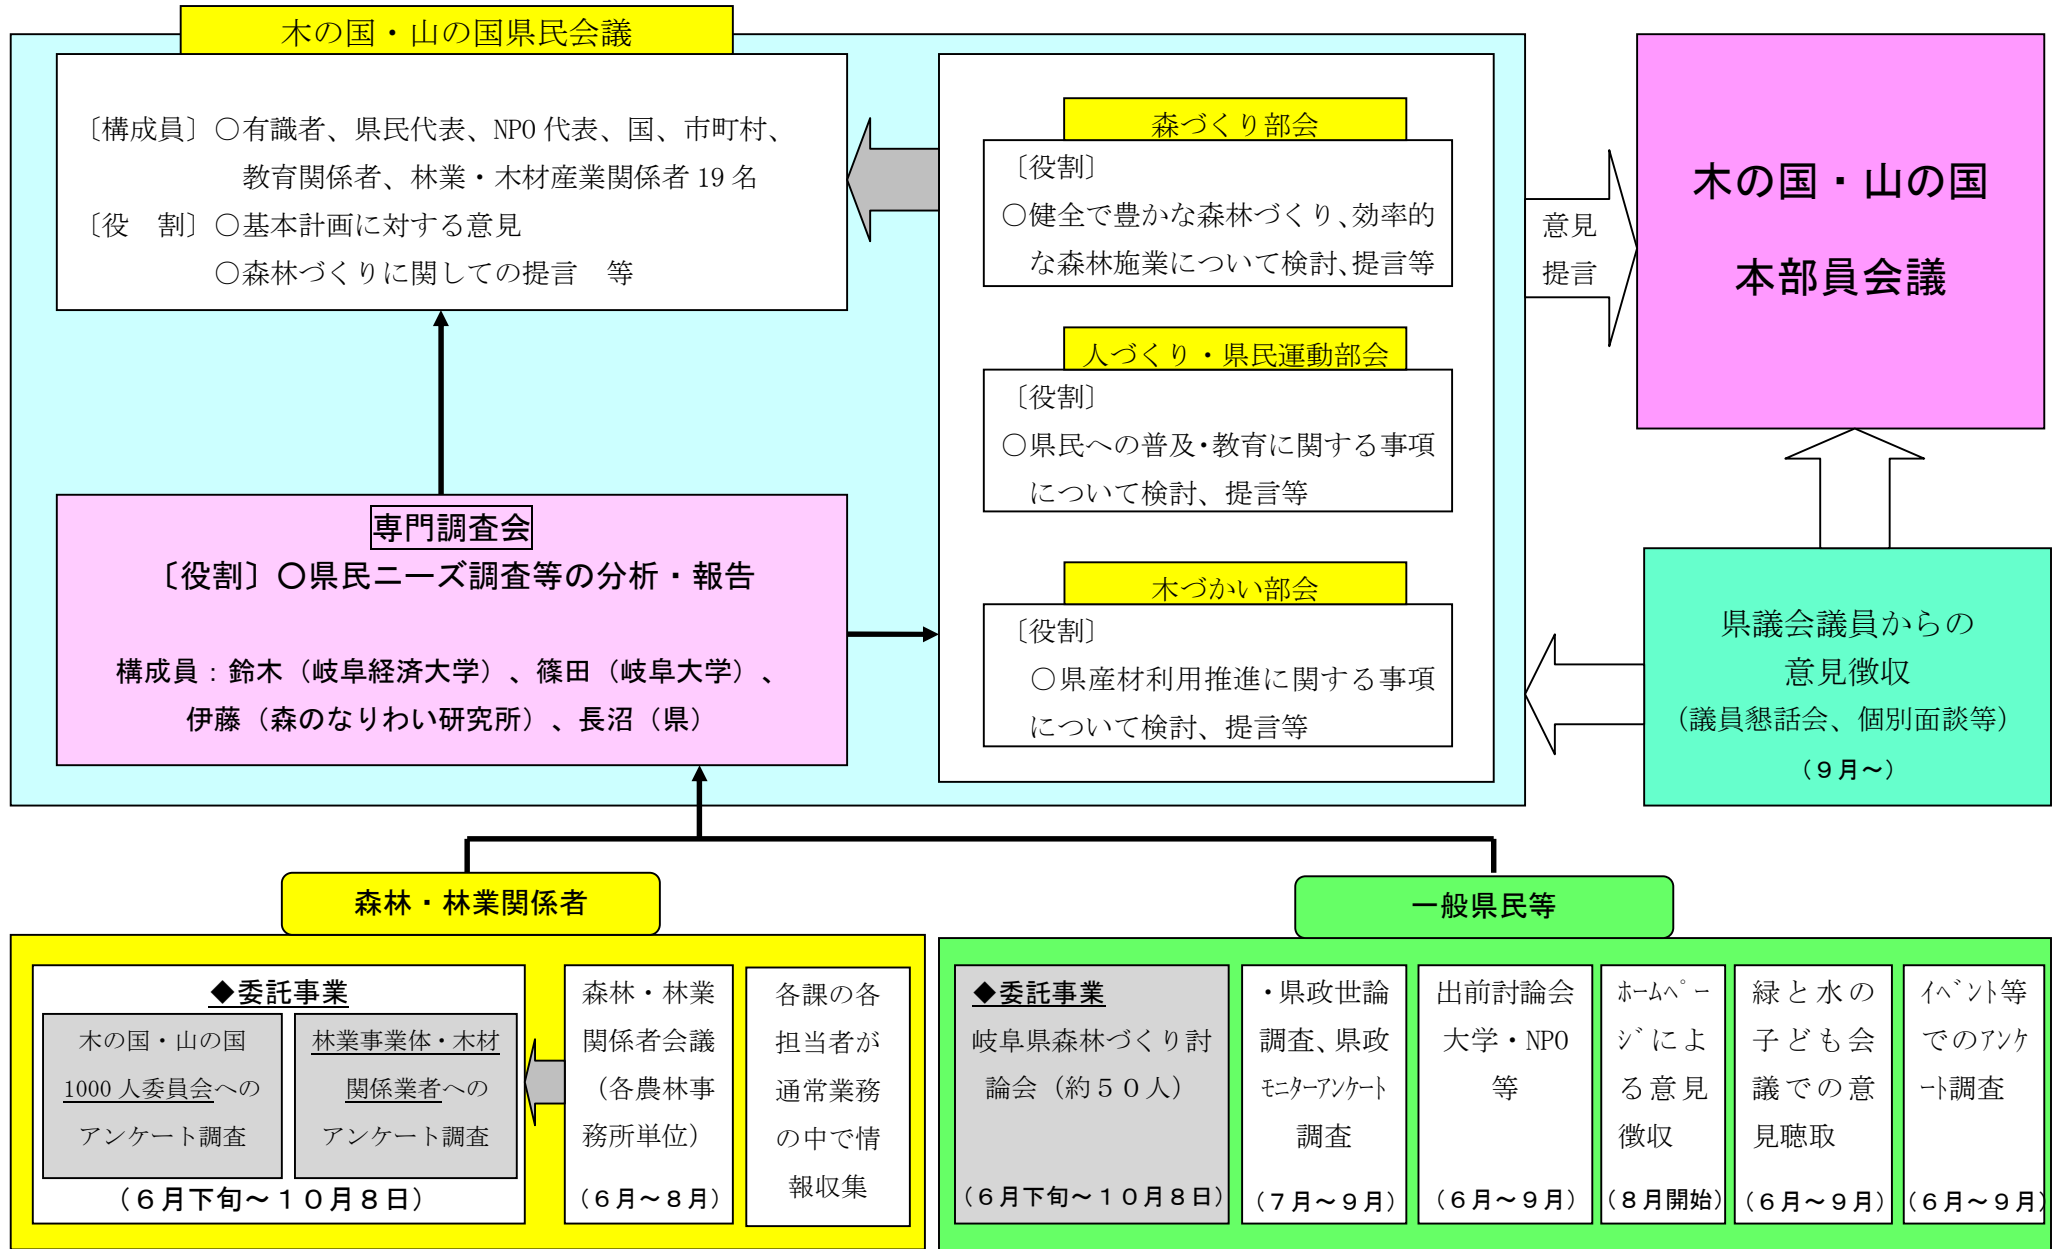 木の国・山の国県民会議
〔構成員〕○有識者、県民代表、NPO 代表、国、市町村、
教育関係者、林業・木材産業関係者 19 名
〔役　割〕○基本計画に対する意見
○森林づくりに関しての提言　等
専門調査会
〔役割〕○県民ニーズ調査等の分析・報告
構成員：鈴木（岐阜経済大学）、篠田（岐阜大学）、
伊藤（森のなりわい研究所）、長沼（県）
森づくり部会
〔役割〕
○健全で豊かな森林づくり、効率的
な森林施業について検討、提言等
人づくり・県民運動部会
〔役割〕
○県民への普及・教育に関する事項
について検討、提言等
木づかい部会
〔役割〕
○県産材利用推進に関する事項
について検討、提言等
意見
提言
木の国・山の国
本部員会議
県議会議員からの
意見徴収
（議員懇話会、個別面談等）
（９月～）
森林・林業関係者
◆委託事業
木の国・山の国
1000 人委員会への
アンケート調査
林業事業体・木材
関係業者への
アンケート調査
（６月下旬～１０月８日）
森林・林業
関係者会議
（各農林事
務所単位）
（６月～８月）
各課の各
担当者が
通常業務
の中で情
報収集
一般県民等
◆委託事業
岐阜県森林づくり討
論会（約５０人）
（６月下旬～１０月８日）
・県政世論
調査、県政
ﾓﾆﾀｰｱﾝｹｰﾄ
調査
（７月～９月）
出前討論会
大学・NPO
等
（６月～９月）
ﾎｰﾑﾍﾟｰ
ｼﾞによ
る意見
徴収
（８月開始）
緑と水の
子ども会
議での意
見聴取
（６月～９月）
ｲﾍﾞﾝﾄ等
でのｱﾝｹ
ｰﾄ調査
（６月～９月）